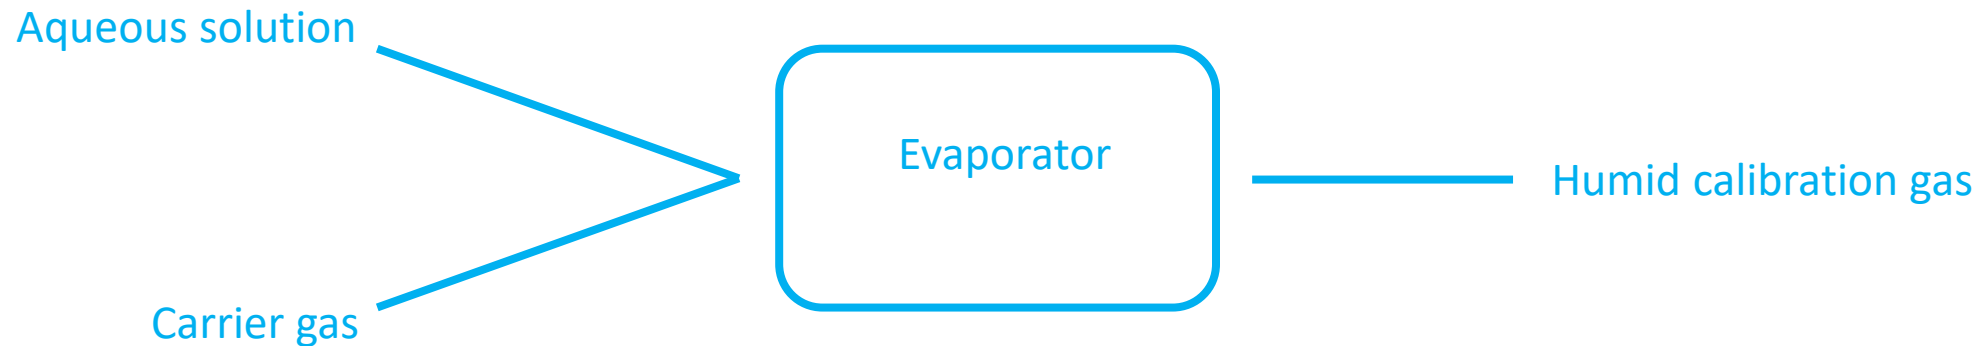 Aqueous solution
Evaporator
Humid calibration gas
Carrier gas